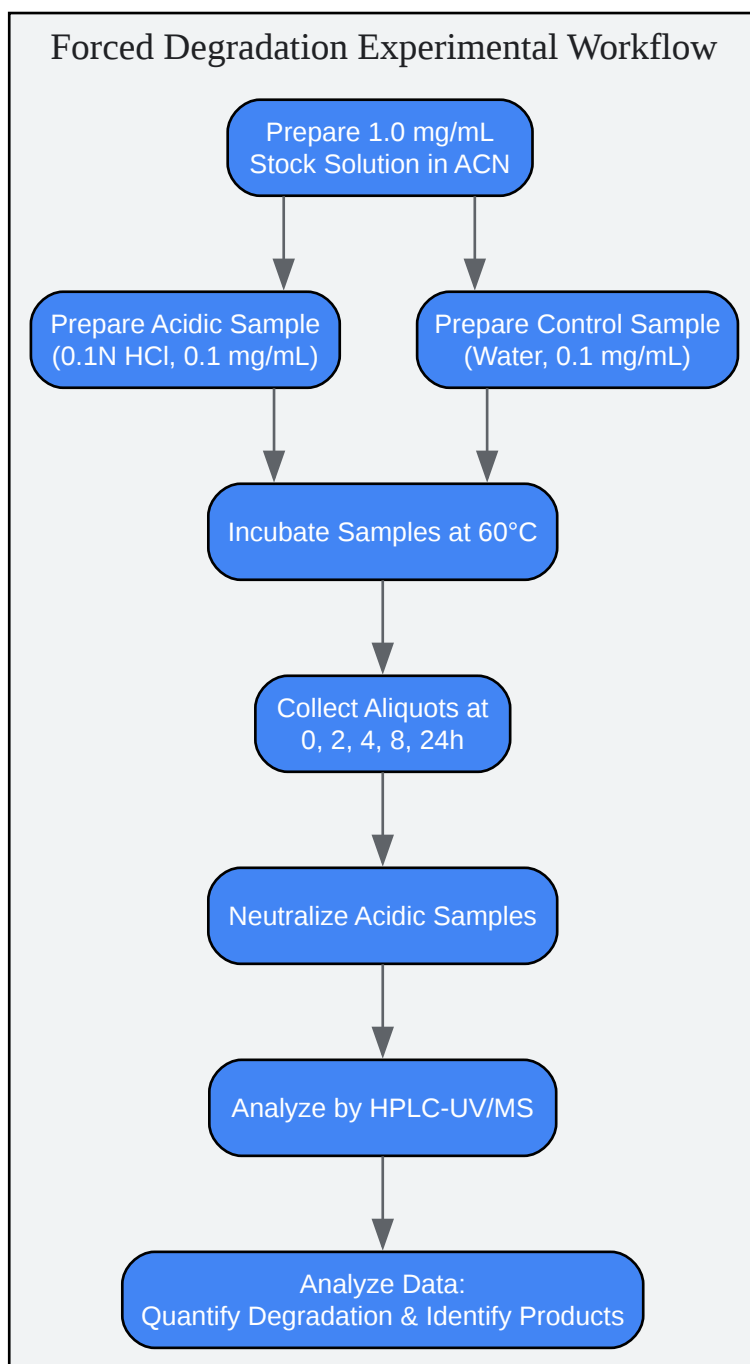 Forced Degradation Experimental Workflow
Prepare 1.0 mg/mL
Stock Solution in ACN
Prepare Acidic Sample
(0.1N HCl, 0.1 mg/mL)
Prepare Control Sample
(Water, 0.1 mg/mL)
Incubate Samples at 60°C
Collect Aliquots at
0, 2, 4, 8, 24h
Neutralize Acidic Samples
Analyze by HPLC-UV/MS
Analyze Data:
Quantify Degradation & Identify Products